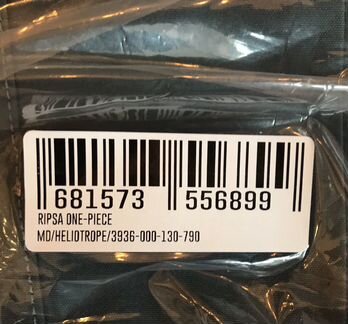 681573 556899
RIPSA ONE-PIECE
MD/HELIOTROPE/3936-000-130-790